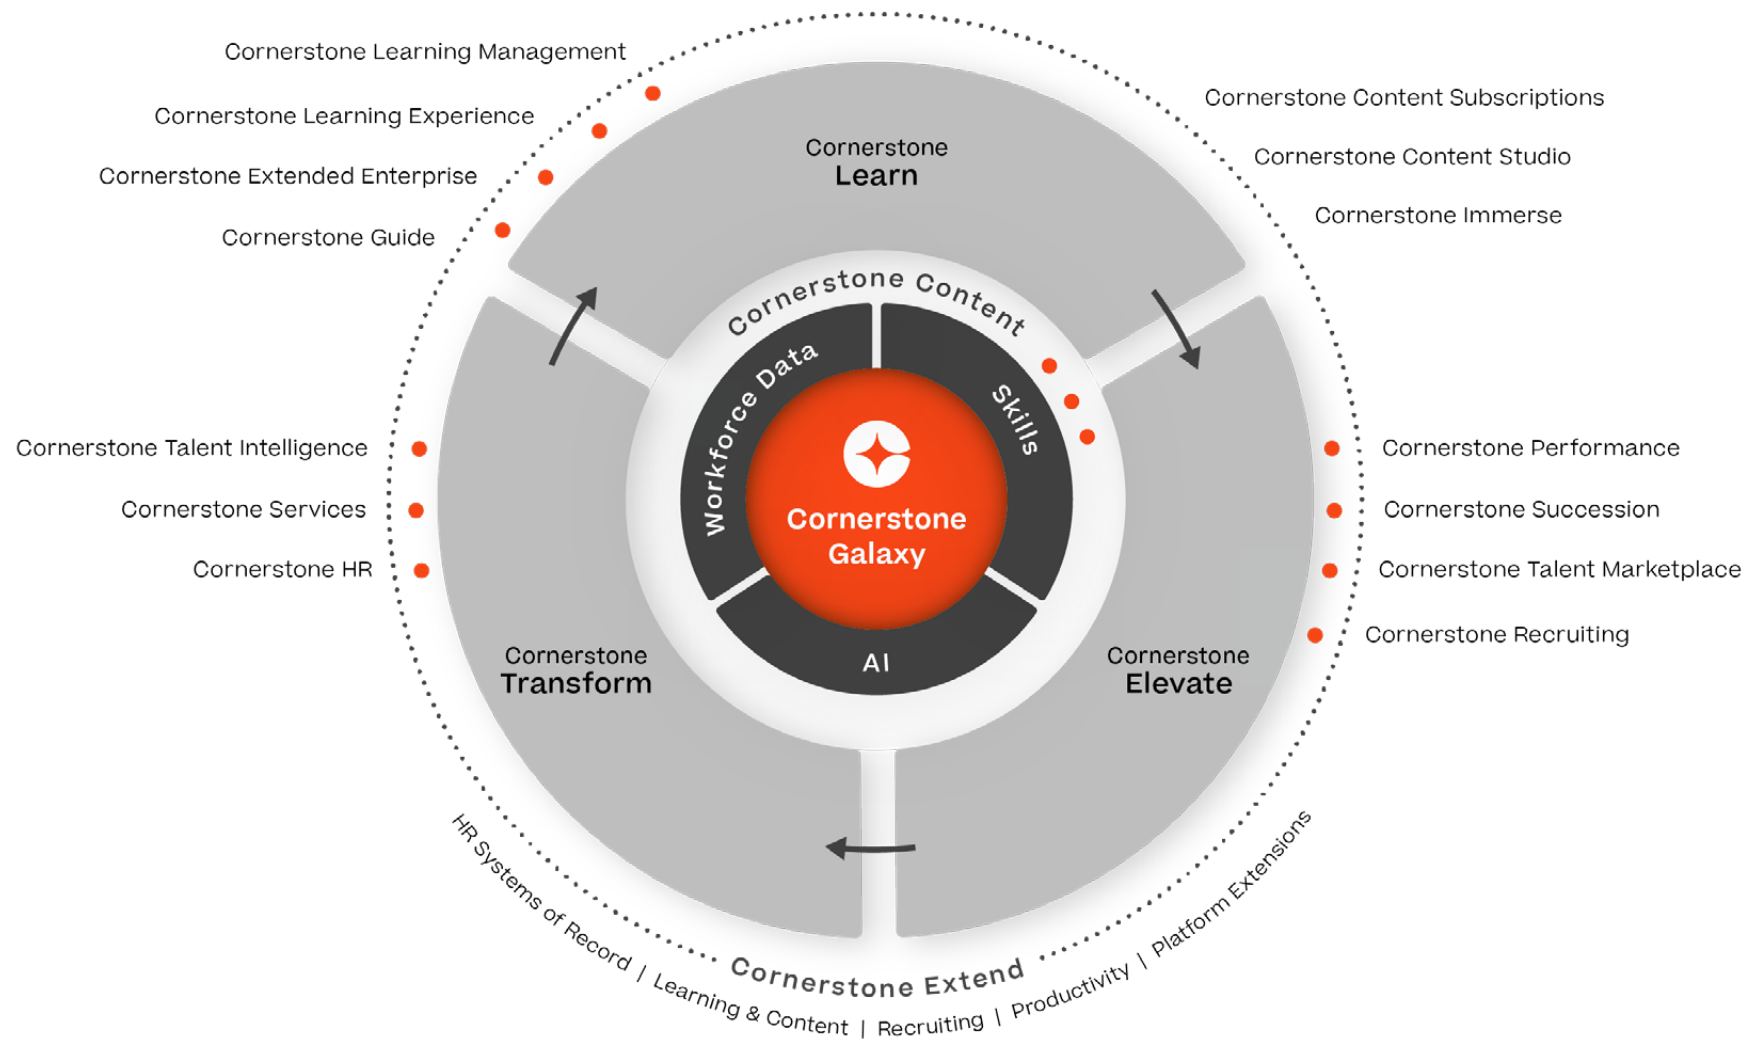 Cornerstone Learning Management
Cornerstone Learning Experience
Cornerstone Extended Enterprise
Cornerstone Guide
Cornerstone Content Subscriptions
Cornerstone Content Studio
Cornerstone Immerse
Cornerstone
Learn
Cornerstone Content
Workforce Data
Skills
AI
Cornerstone
Galaxy
Cornerstone Talent Intelligence
Cornerstone Services
Cornerstone HR
Cornerstone Performance
Cornerstone Succession
Cornerstone Talent Marketplace
Cornerstone Recruiting
Cornerstone
Transform
Cornerstone
Elevate
Cornerstone Extend
HR Systems of Record | Learning & Content | Recruiting | Productivity | Platform Extensions